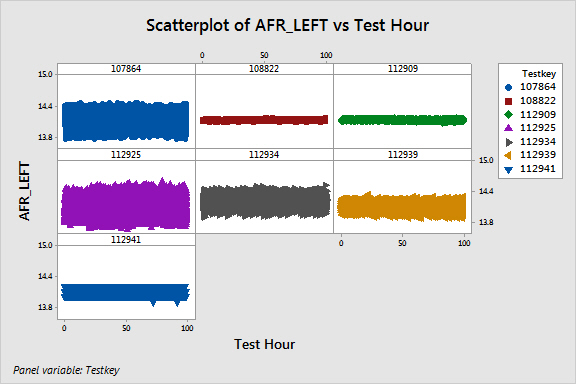 Scatterplot of AFR_LEFT vs Test Hour
0 50 100
107864 108822 112909
15.0
14.4
13.8
112925 112934 112939
15.0
14.4
13.8
112941
15.0
14.4
13.8
0 50 100
0 50 100
AFR_LEFT
Test Hour
Testkey
107864
108822
112909
112925
112934
112939
112941
Panel variable: Testkey